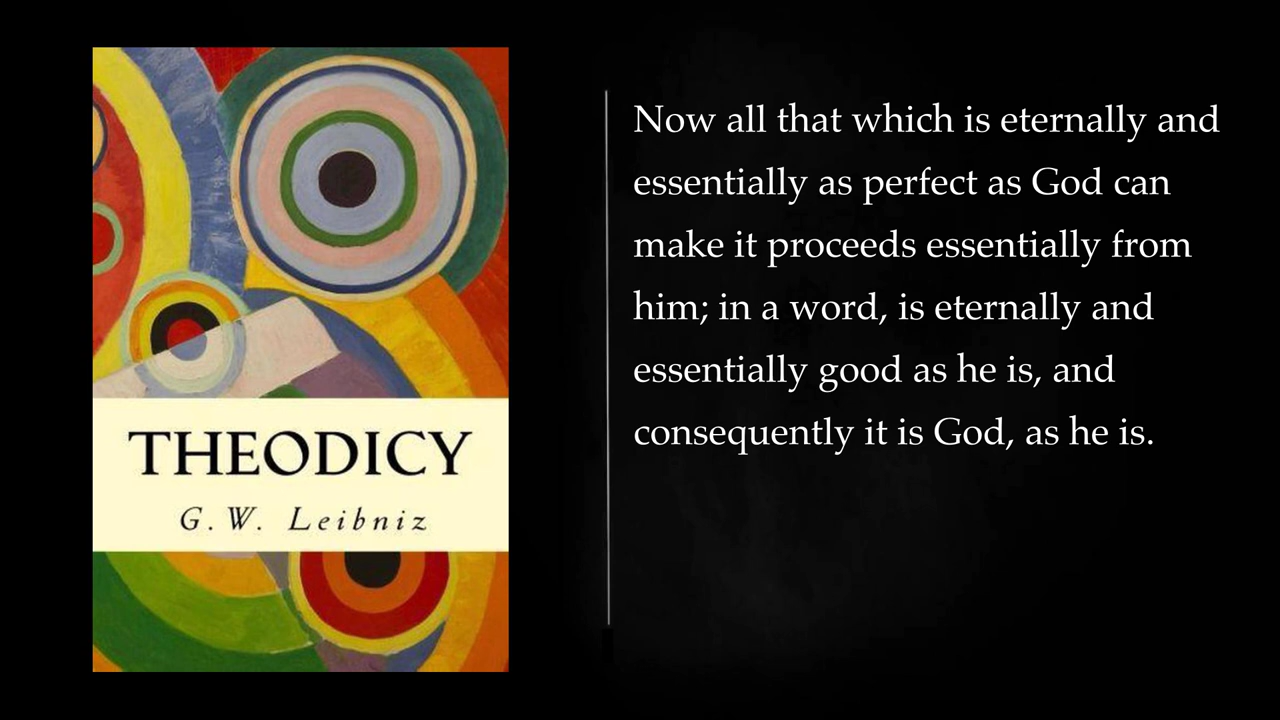 THEODICY
G. W. Leibniz
Now all that which is eternally and
essentially as perfect as God can
make it proceeds essentially from
him; in a word, is eternally and
essentially good as he is, and
consequently it is God, as he is.